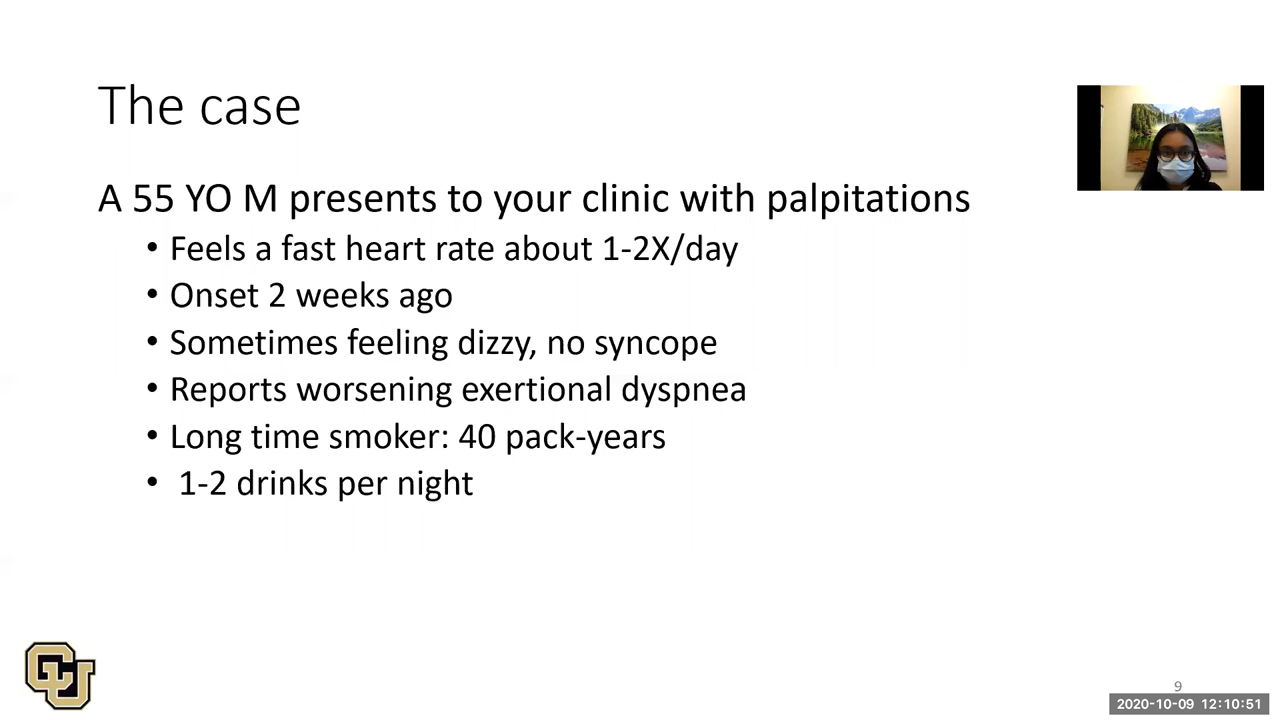 The case
A 55 YO M presents to your clinic with palpitations
• Feels a fast heart rate about 1-2X/day
• Onset 2 weeks ago
• Sometimes feeling dizzy, no syncope
• Reports worsening exertional dyspnea
• Long time smoker: 40 pack-years
• 1-2 drinks per night
CU
9
2020-10-09 12:10:51